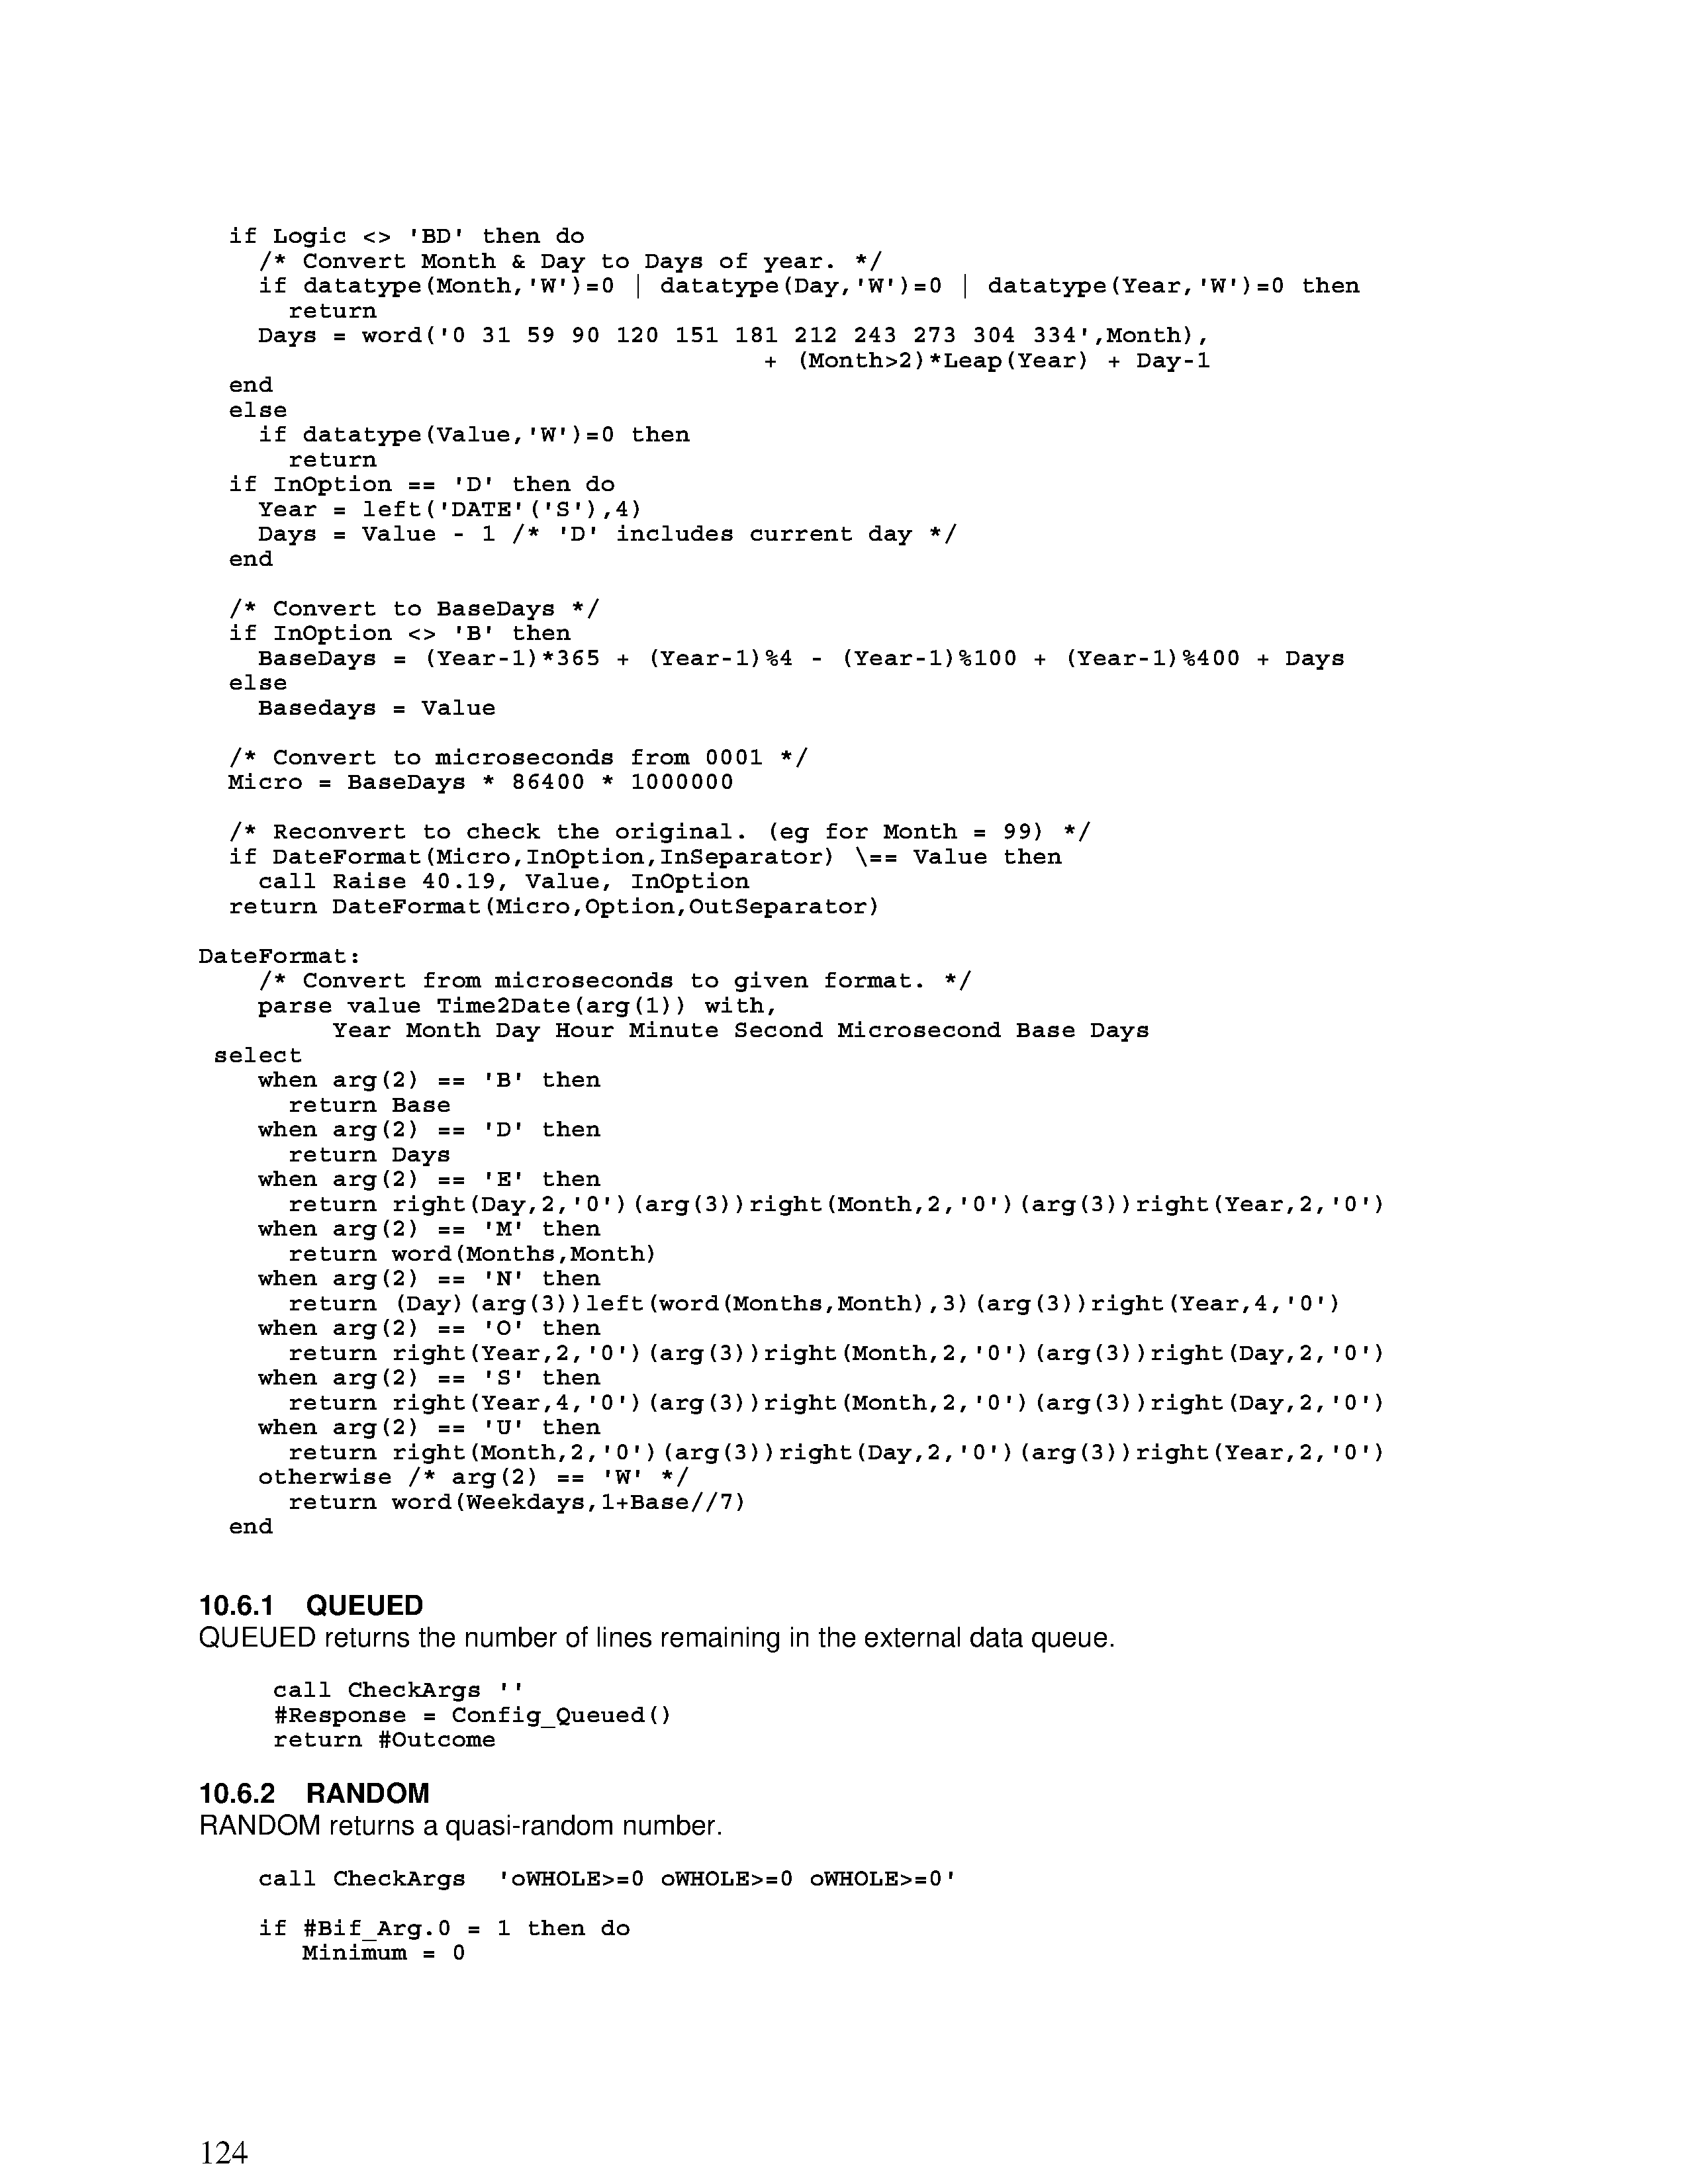 if Logic <> 'BD' then do
/* Convert Month & Day to Days of year. */
if datatype(Month,'W')=0 | datatype(Day,'W')=0 | datatype(Year,'W')=0 then
return
Days = word('0 31 59 90 120 151 181 212 243 273 304 334',Month),
+ (Month>2)*Leap(Year) + Day-1
end
else
if datatype(Value,'W')=0 then
return
if InOption == 'D' then do
Year = left('DATE'('S'),4)
Days = Value - 1 /* 'D' includes current day */
end
/* Convert to BaseDays */
if InOption <> 'B' then
BaseDays = (Year-1)*365 + (Year-1)%4 - (Year-1)%100 + (Year-1)%400 + Days
else
Basedays = Value
/* Convert to microseconds from 0001 */
Micro = BaseDays * 86400 * 1000000
/* Reconvert to check the original. (eg for Month = 99) */
if DateFormat(Micro,InOption,InSeparator) \== Value then
call Raise 40.19, Value, InOption
return DateFormat(Micro,Option,OutSeparator)
DateFormat:
/* Convert from microseconds to given format. */
parse value Time2Date(arg(1)) with,
Year Month Day Hour Minute Second Microsecond Base Days
select
when arg(2) == 'B' then
return Base
when arg(2) == 'D' then
return Days
when arg(2) == 'E' then
return right(Day,2,'0')(arg(3))right(Month,2,'0')(arg(3))right(Year,2,'0')
when arg(2) == 'M' then
return word(Months,Month)
when arg(2) == 'N' then
return (Day)(arg(3))left(word(Months,Month),3)(arg(3))right(Year,4,'0')
when arg(2) == 'O' then
return right(Year,2,'0')(arg(3))right(Month,2,'0')(arg(3))right(Day,2,'0')
when arg(2) == 'S' then
return right(Year,4,'0')(arg(3))right(Month,2,'0')(arg(3))right(Day,2,'0')
when arg(2) == 'U' then
return right(Month,2,'0')(arg(3))right(Day,2,'0')(arg(3))right(Year,2,'0')
otherwise /* arg(2) == 'W' */
return word(Weekdays,1+Base//7)
end
10.6.1 QUEUED
QUEUED returns the number of lines remaining in the external data queue.
call CheckArgs ''
#Response = Config_Queued()
return #Outcome
10.6.2 RANDOM
RANDOM returns a quasi-random number.
call CheckArgs 'oWHOLE>=0 oWHOLE>=0 oWHOLE>=0'
if #Bif_Arg.0 = 1 then do
Minimum = 0
124